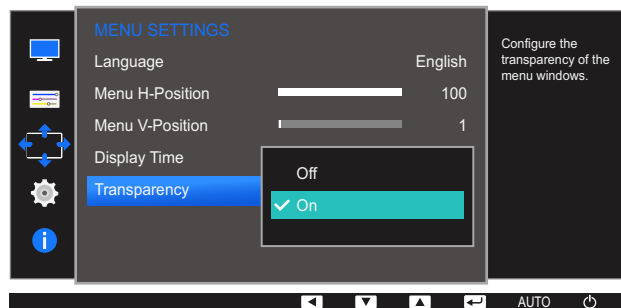 MENU SETTINGS
Language English
Menu H-Position 100
Menu V-Position 1
Display Time
Transparency
Off
On
Configure the
transparency of the
menu windows.
AUTO